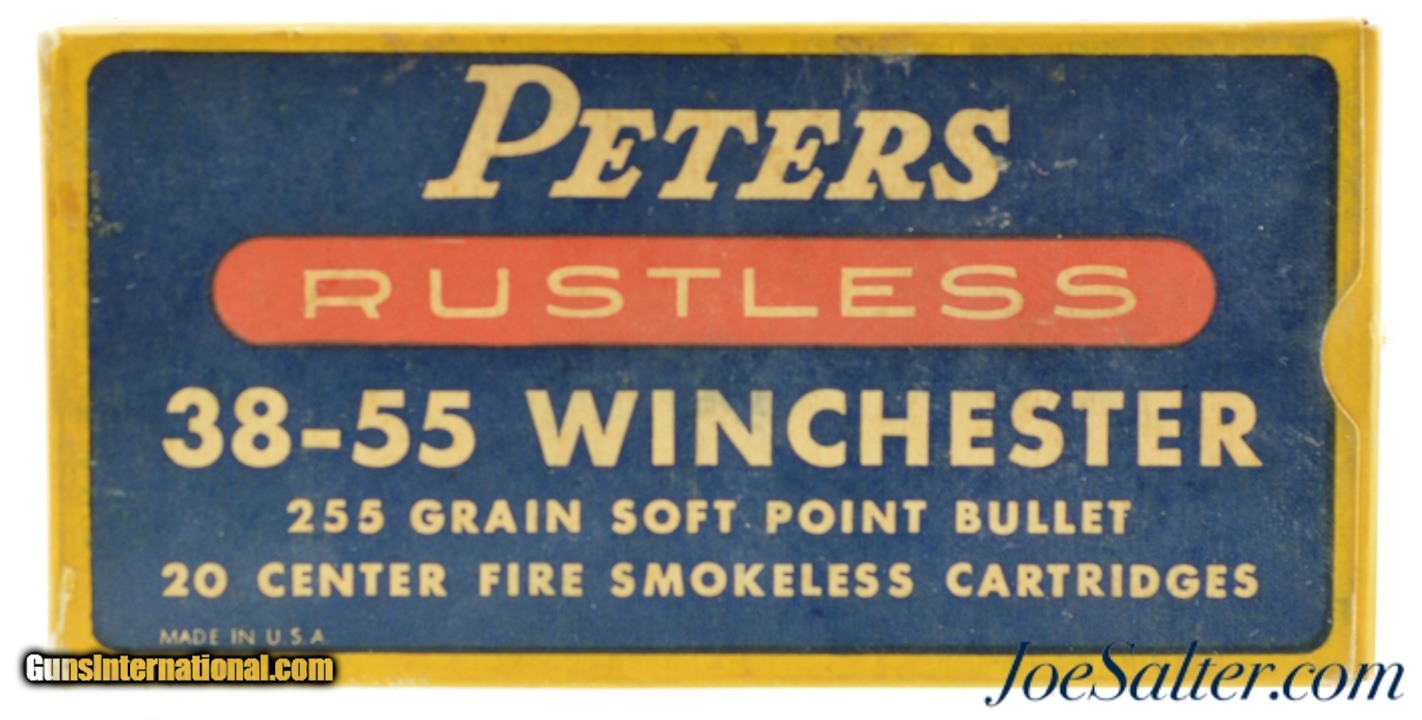 PETERS
RUSTLESS
38-55 WINCHESTER
255 GRAIN SOFT POINT BULLET
20 CENTER FIRE SMOKELESS CARTRIDGES
MADE IN U.S.A.
GunsInternational.com
JoeSalter.com